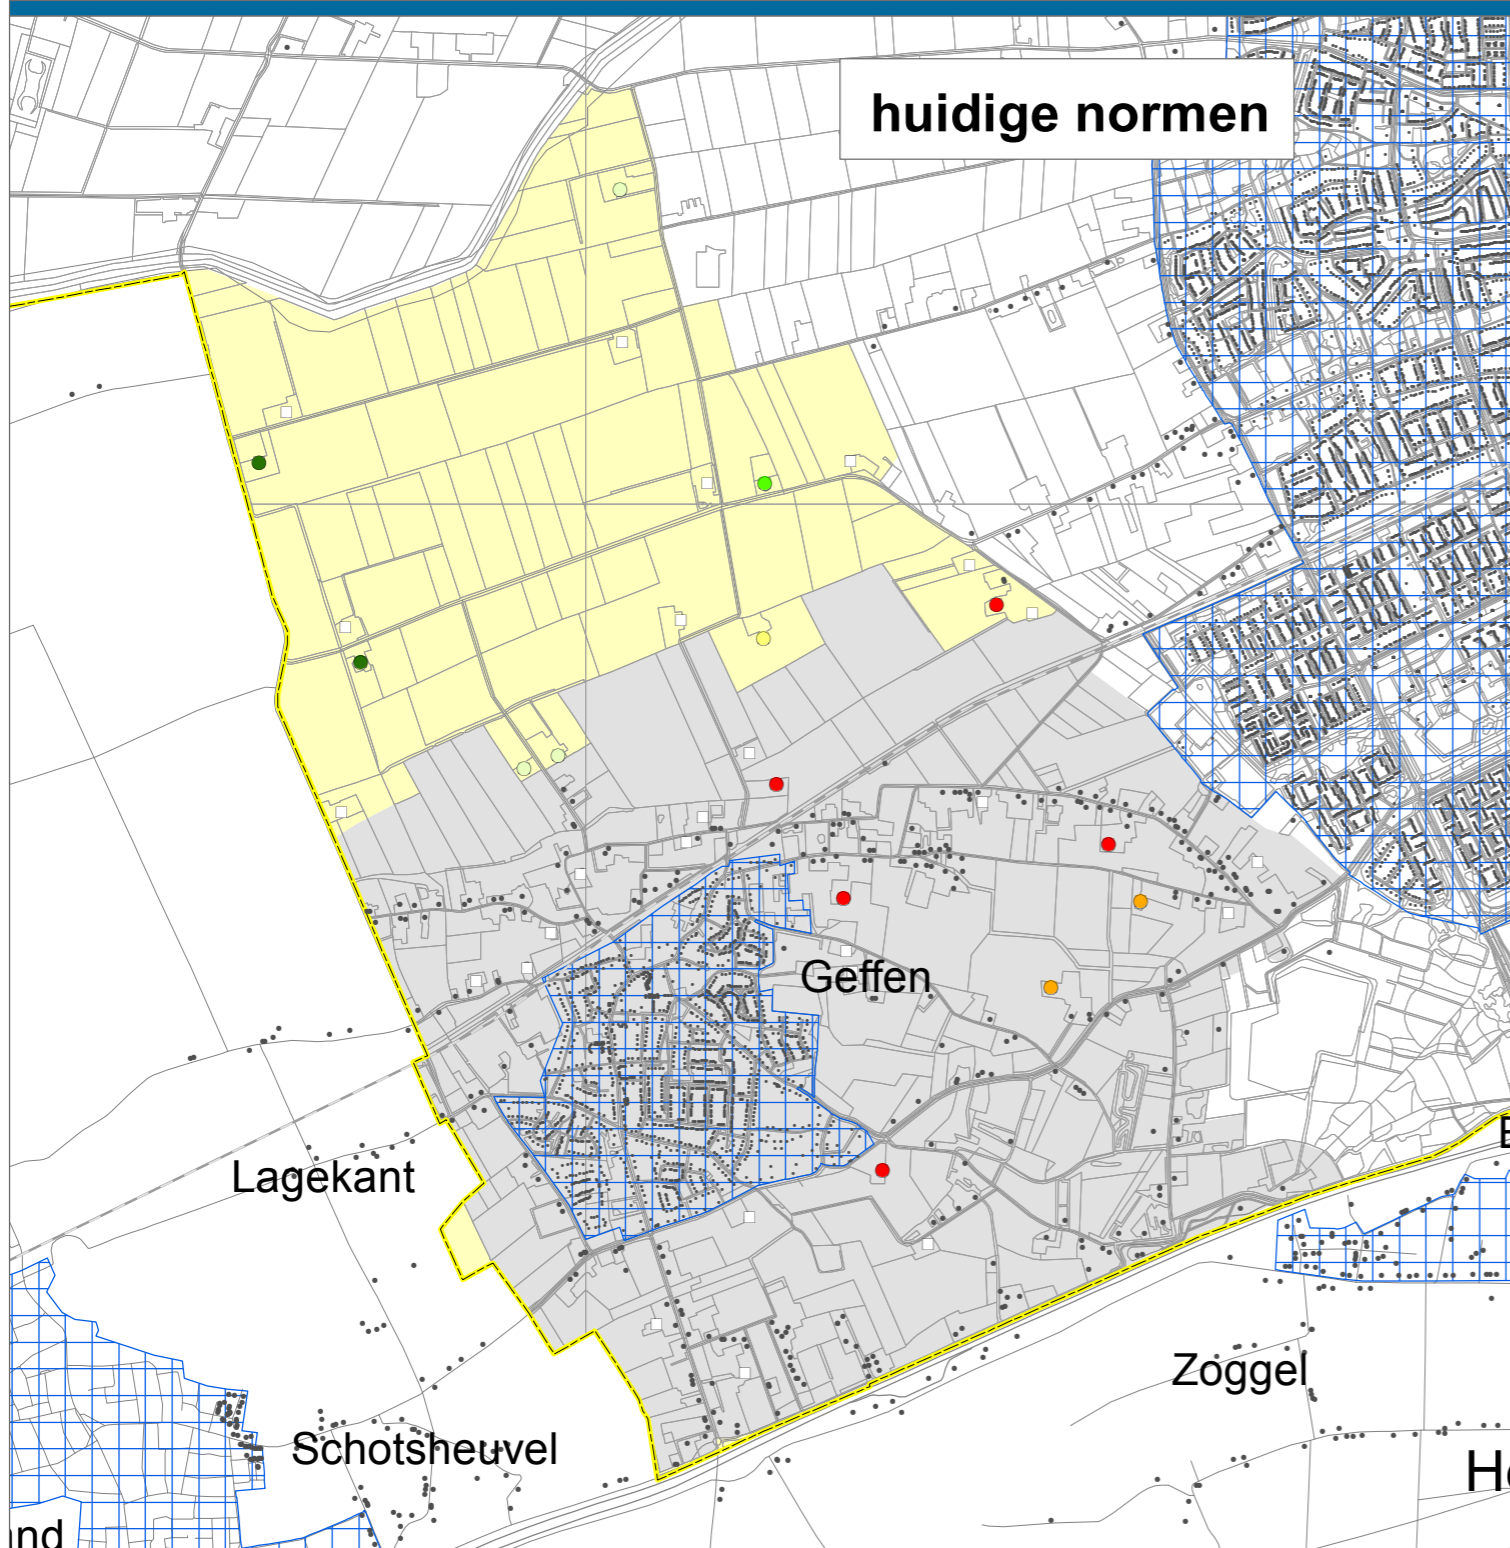 huidige normen
Geffen
Lagekant
Zoggel
Schotsheuvel